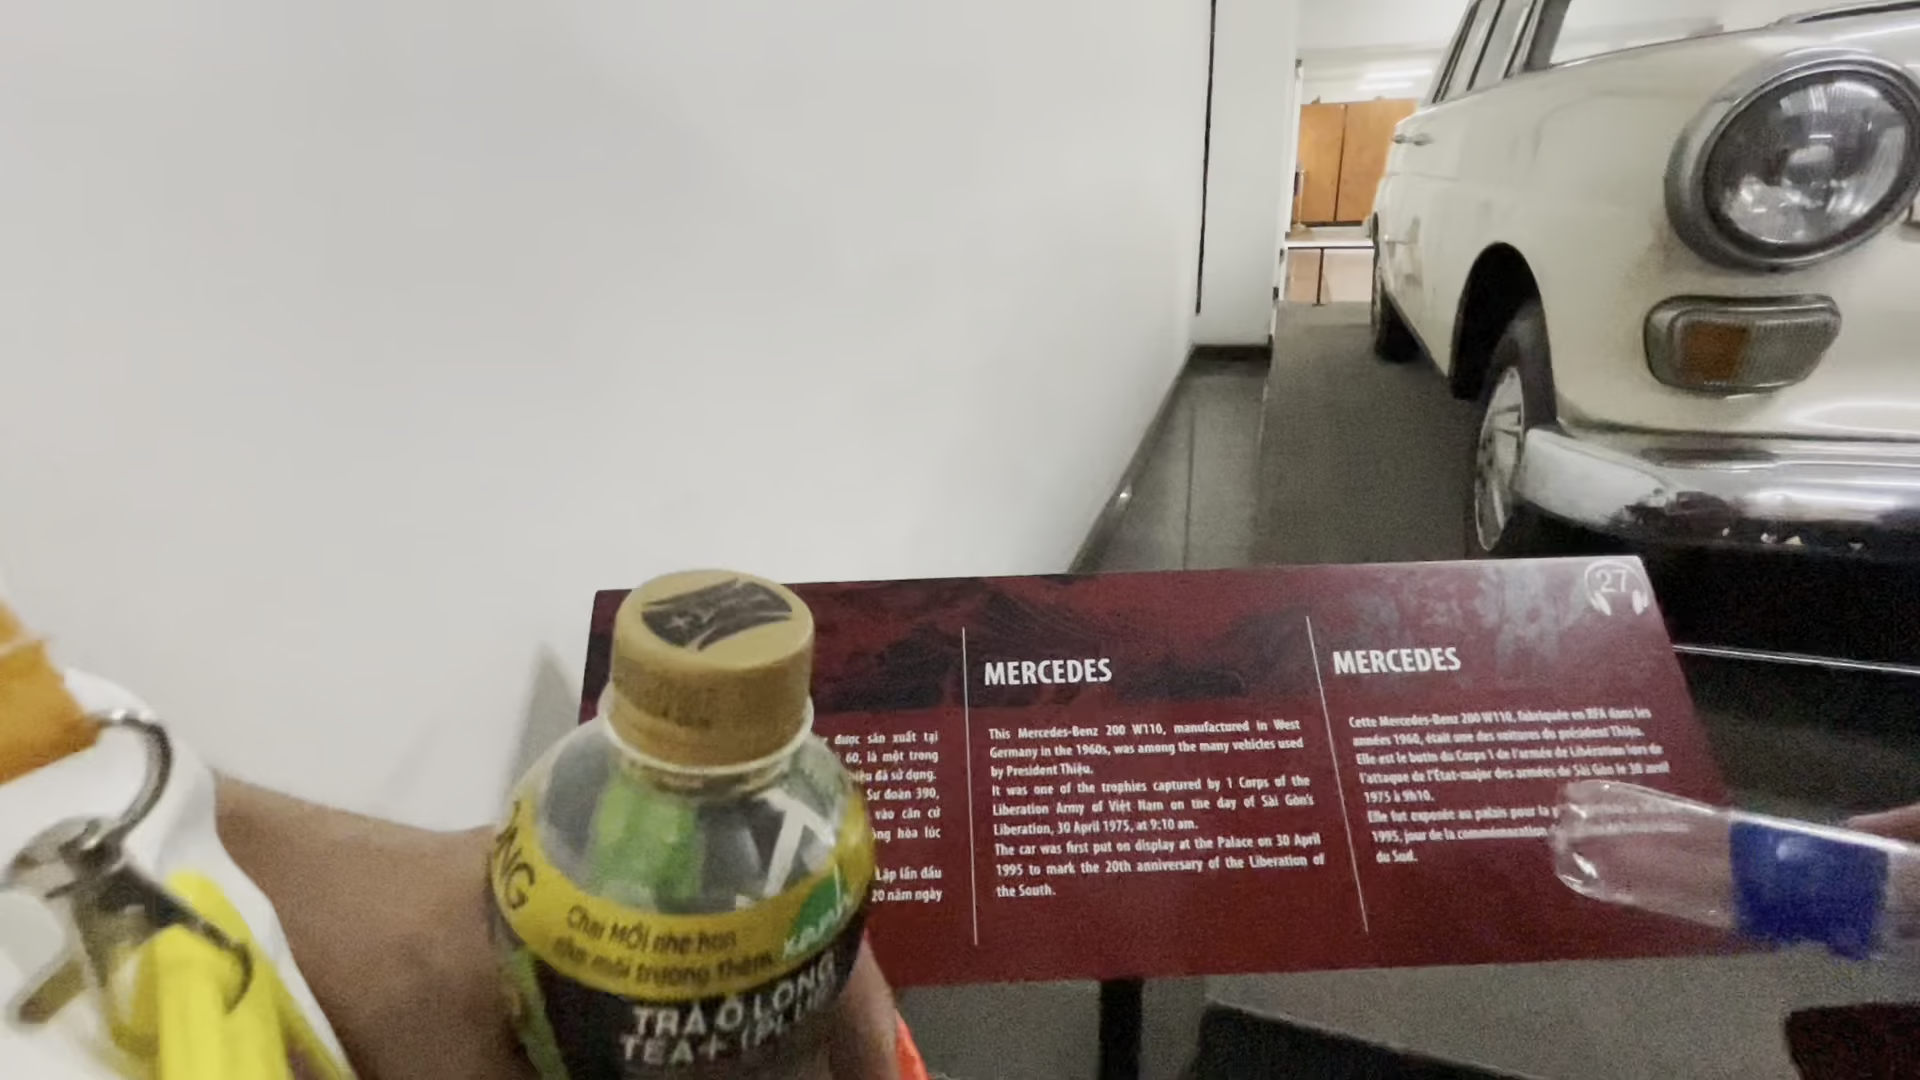 27
được sản xuất tại
60, là một trong
đã sử dụng.
Sư đoàn 390,
vào căn cứ
hòa lúc
Lập lần đầu
20 năm ngày
MERCEDES
This Mercedes-Benz 200 W110, manufactured in West
Germany in the 1960s, was among the many vehicles used
by President Thiệu.
It was one of the trophies captured by 1 Corps of the
Liberation Army of Việt Nam on the day of Sài Gòn's
Liberation, 30 April 1975, at 9:10 am.
The car was first put on display at the Palace on 30 April
1995 to mark the 20th anniversary of the Liberation of
the South.
MERCEDES
Cette Mercedes-Benz 200 W110, fabriquée en RFA dans les
années 1960, était une des voitures du président Thiệu.
Elle est le butin du Corps 1 de l'armée de Libération lors de
l'attaque de l'État-major des armées de Sài Gòn le 30 avril
1975 à 9h10.
Elle fut exposée au palais pour la
1995, jour de la commémoration
du Sud.
Chai MỚI nhẹ hơn
cho môi trường thêm
TRÀ Ô LONG
TEA+